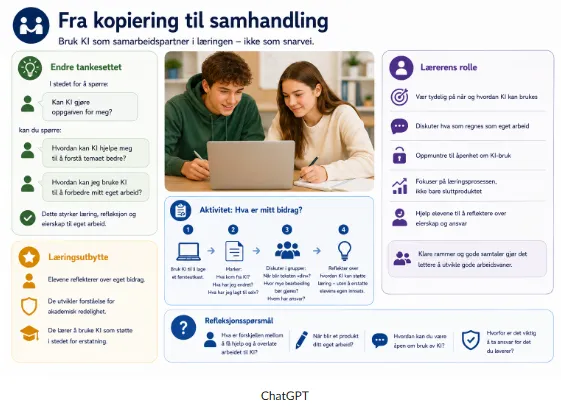 Fra kopiering til samhandling
Bruk KI som samarbeidspartner i læringen – ikke som snarvei.
Endre tankesettet
I stedet for å spørre:
Kan KI gjøre
oppgaven for meg?
kan du spørre:
Hvordan kan KI hjelpe meg
til å forstå temaet bedre?
Hvordan kan jeg bruke KI
til å forbedre mitt eget arbeid?
Dette styrker læring, refleksjon og
eierskap til eget arbeid.
Læringsutbytte
Elevene reflekterer over eget bidrag.
De utvikler forståelse for
akademisk redelighet.
De lærer å bruke KI som støtte
i stedet for erstatning.
Aktivitet: Hva er mitt bidrag?
1
Bruk KI til å lage
et førsteutkast.
2
Marker:
Hva kom fra KI?
Hva har jeg endret?
Hva har jeg lagt til selv?
3
Diskuter i grupper:
Når blir teksten «din»?
Hvor mye bearbeiding
bør gjøres?
Hvem har ansvar?
4
Reflekter over
hvordan KI kan støtte
læring – uten å erstatte
elevens egen innsats.
Lærerens rolle
Vær tydelig på når og hvordan KI kan brukes
Diskuter hva som regnes som eget arbeid
Oppmuntre til åpenhet om KI-bruk
Fokuser på læringsprosessen,
ikke bare sluttproduktet
Hjelp elevene til å reflektere over
eierskap og ansvar
Klare rammer og gode samtaler gjør det
lettere å utvikle gode arbeidsvaner.
Refleksjonsspørsmål
Hva er forskjellen mellom
å få hjelp og å overlate
arbeidet til KI?
Når blir et produkt
ditt eget arbeid?
Hvordan kan du være
åpen om bruk av KI?
Hvorfor er det viktig
å ta ansvar for det
du leverer?
ChatGPT